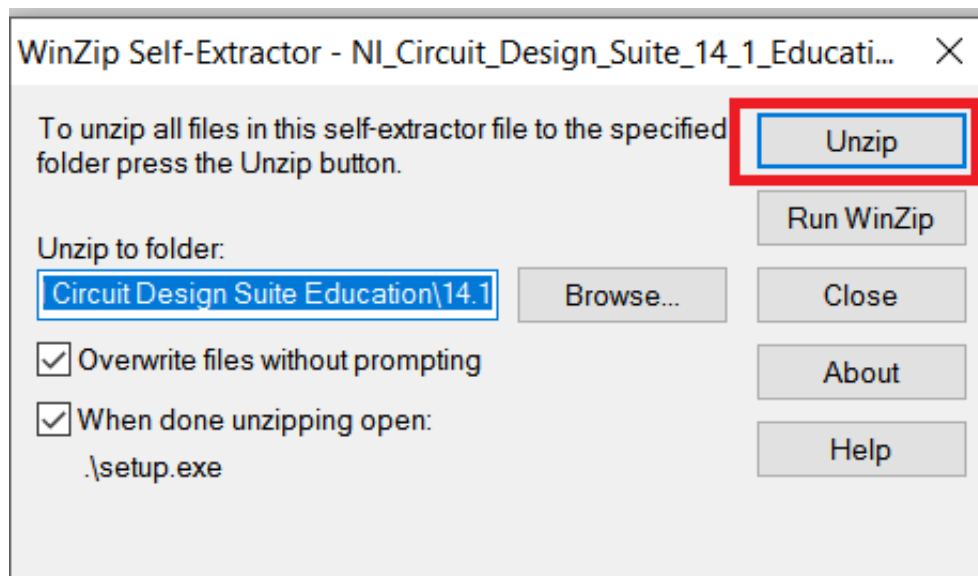 WinZip Self-Extractor - NI_Circuit_Design_Suite_14_1_Educati...
To unzip all files in this self-extractor file to the specified
folder press the Unzip button.
Unzip
Run WinZip
Unzip to folder:
Circuit Design Suite Education\14.1
Browse...
Close
Overwrite files without prompting
About
When done unzipping open:
.\setup.exe
Help